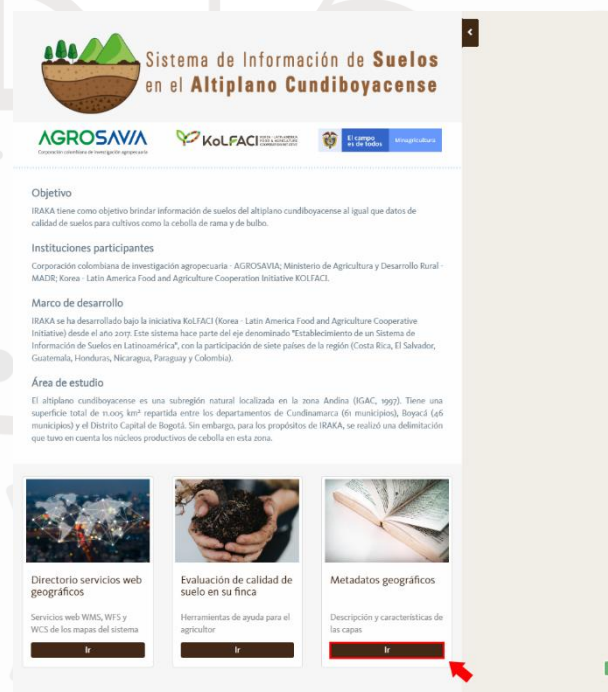 Sistema de Información de Suelos
en el Altiplano Cundiboyacense
AGROSAVIA
Corporación colombiana de investigación agropecuaria
KoLFACI
El campo
es de todos
Minagricultura
Objetivo
IRAKA tiene como objetivo brindar información de suelos del altiplano cundiboyacense al igual que datos de
calidad de suelos para cultivos como la cebolla de rama y de bulbo.
Instituciones participantes
Corporación colombiana de investigación agropecuaria - AGROSAVIA; Ministerio de Agricultura y Desarrollo Rural -
MADR; Korea - Latin America Food and Agriculture Cooperation Initiative KOLFACI.
Marco de desarrollo
IRAKA se ha desarrollado bajo la iniciativa KoLFACI (Korea - Latin America Food and Agriculture Cooperative
Initiative) desde el año 2017. Este sistema hace parte del eje denominado "Establecimiento de un Sistema de
Información de Suelos en Latinoamérica", con la participación de siete países de la región (Costa Rica, El Salvador,
Guatemala, Honduras, Nicaragua, Paraguay y Colombia).
Área de estudio
El altiplano cundiboyacense es una subregión natural localizada en la zona Andina (IGAC, 1997). Tiene una
superficie total de 11.005 km² repartida entre los departamentos de Cundinamarca (61 municipios), Boyacá (46
municipios) y el Distrito Capital de Bogotá. Sin embargo, para los propósitos de IRAKA, se realizó una delimitación
que tuvo en cuenta los núcleos productivos de cebolla en esta zona.
Directorio servicios web
geográficos
Servicios web WMS, WFS y
WCS de los mapas del sistema
Ir
Evaluación de calidad de
suelo en su finca
Herramientas de ayuda para el
agricultor
Ir
Metadatos geográficos
Descripción y características de
las capas
Ir